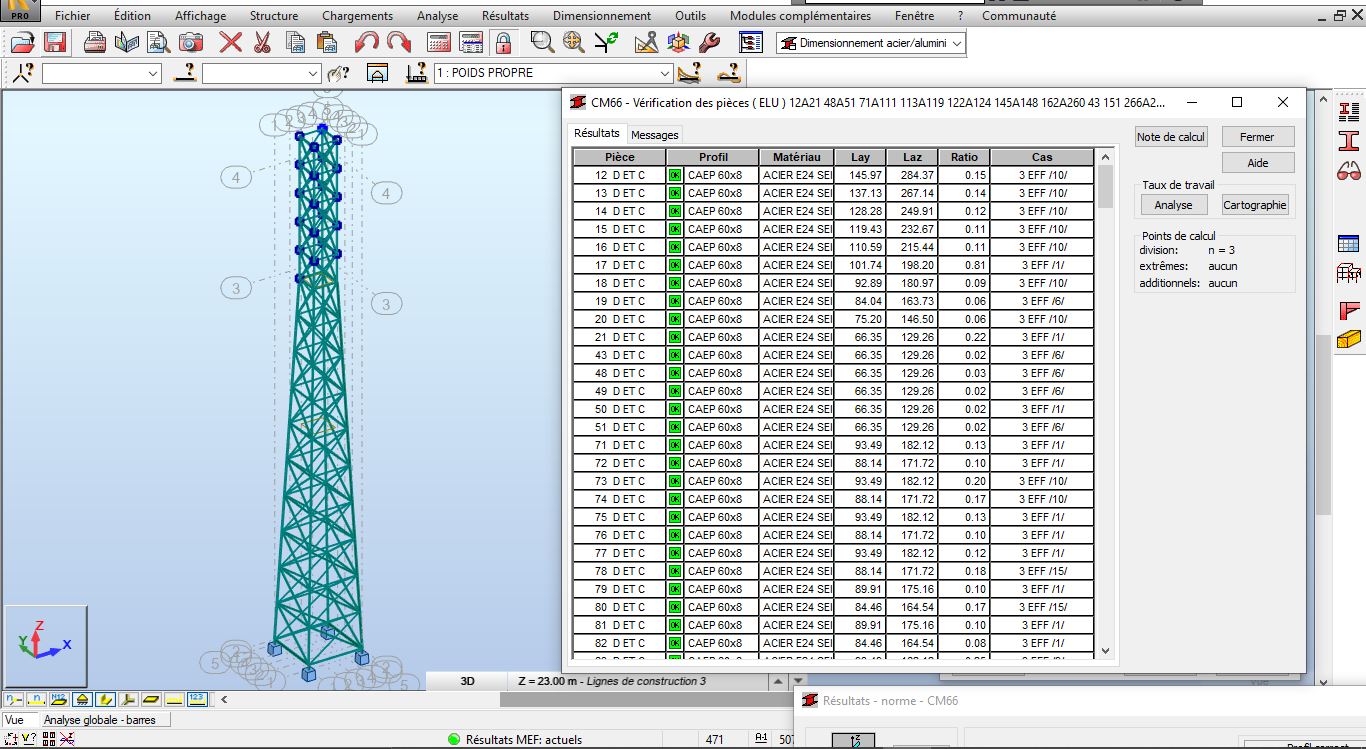 PRO
Fichier Édition Affichage Structure Chargements Analyse Résultats Dimensionnement Outils Modules complémentaires Fenêtre ? Communauté
Dimensionnement acier/alumini
1 : POIDS PROPRE
CM66 - Vérification des pièces ( ELU ) 12A21 48A51 71A111 113A119 122A124 145A148 162A260 43 151 266A2...
Résultats Messages
Note de calcul Fermer
Aide
Taux de travail
Analyse Cartographie
Points de calcul
division: n = 3
extrêmes: aucun
additionnels: aucun
Pièce Profil Matériau Lay Laz Ratio Cas
12 D ET C OK CAEP 60x8 ACIER E24 SEI 145.97 284.37 0.15 3 EFF /10/
13 D ET C OK CAEP 60x8 ACIER E24 SEI 137.13 267.14 0.14 3 EFF /10/
14 D ET C OK CAEP 60x8 ACIER E24 SEI 128.28 249.91 0.12 3 EFF /10/
15 D ET C OK CAEP 60x8 ACIER E24 SEI 119.43 232.67 0.11 3 EFF /10/
16 D ET C OK CAEP 60x8 ACIER E24 SEI 110.59 215.44 0.11 3 EFF /10/
17 D ET C OK CAEP 60x8 ACIER E24 SEI 101.74 198.20 0.81 3 EFF /1/
18 D ET C OK CAEP 60x8 ACIER E24 SEI 92.89 180.97 0.09 3 EFF /10/
19 D ET C OK CAEP 60x8 ACIER E24 SEI 84.04 163.73 0.06 3 EFF /6/
20 D ET C OK CAEP 60x8 ACIER E24 SEI 75.20 146.50 0.06 3 EFF /10/
21 D ET C OK CAEP 60x8 ACIER E24 SEI 66.35 129.26 0.22 3 EFF /1/
43 D ET C OK CAEP 60x8 ACIER E24 SEI 66.35 129.26 0.02 3 EFF /6/
48 D ET C OK CAEP 60x8 ACIER E24 SEI 66.35 129.26 0.03 3 EFF /6/
49 D ET C OK CAEP 60x8 ACIER E24 SEI 66.35 129.26 0.02 3 EFF /6/
50 D ET C OK CAEP 60x8 ACIER E24 SEI 66.35 129.26 0.02 3 EFF /1/
51 D ET C OK CAEP 60x8 ACIER E24 SEI 66.35 129.26 0.02 3 EFF /6/
71 D ET C OK CAEP 60x8 ACIER E24 SEI 93.49 182.12 0.13 3 EFF /1/
72 D ET C OK CAEP 60x8 ACIER E24 SEI 88.14 171.72 0.10 3 EFF /1/
73 D ET C OK CAEP 60x8 ACIER E24 SEI 93.49 182.12 0.20 3 EFF /10/
74 D ET C OK CAEP 60x8 ACIER E24 SEI 88.14 171.72 0.17 3 EFF /10/
75 D ET C OK CAEP 60x8 ACIER E24 SEI 93.49 182.12 0.13 3 EFF /1/
76 D ET C OK CAEP 60x8 ACIER E24 SEI 88.14 171.72 0.10 3 EFF /1/
77 D ET C OK CAEP 60x8 ACIER E24 SEI 93.49 182.12 0.12 3 EFF /1/
78 D ET C OK CAEP 60x8 ACIER E24 SEI 88.14 171.72 0.18 3 EFF /15/
79 D ET C OK CAEP 60x8 ACIER E24 SEI 89.91 175.16 0.10 3 EFF /1/
80 D ET C OK CAEP 60x8 ACIER E24 SEI 84.46 164.54 0.17 3 EFF /15/
81 D ET C OK CAEP 60x8 ACIER E24 SEI 89.91 175.16 0.10 3 EFF /1/
82 D ET C OK CAEP 60x8 ACIER E24 SEI 84.46 164.54 0.08 3 EFF /1/
4 4
3 3
Z
Y X
3D Z = 23.00 m - Lignes de construction 3
Vue Analyse globale - barres
Résultats - norme - CM66
Résultats MEF: actuels 471 507